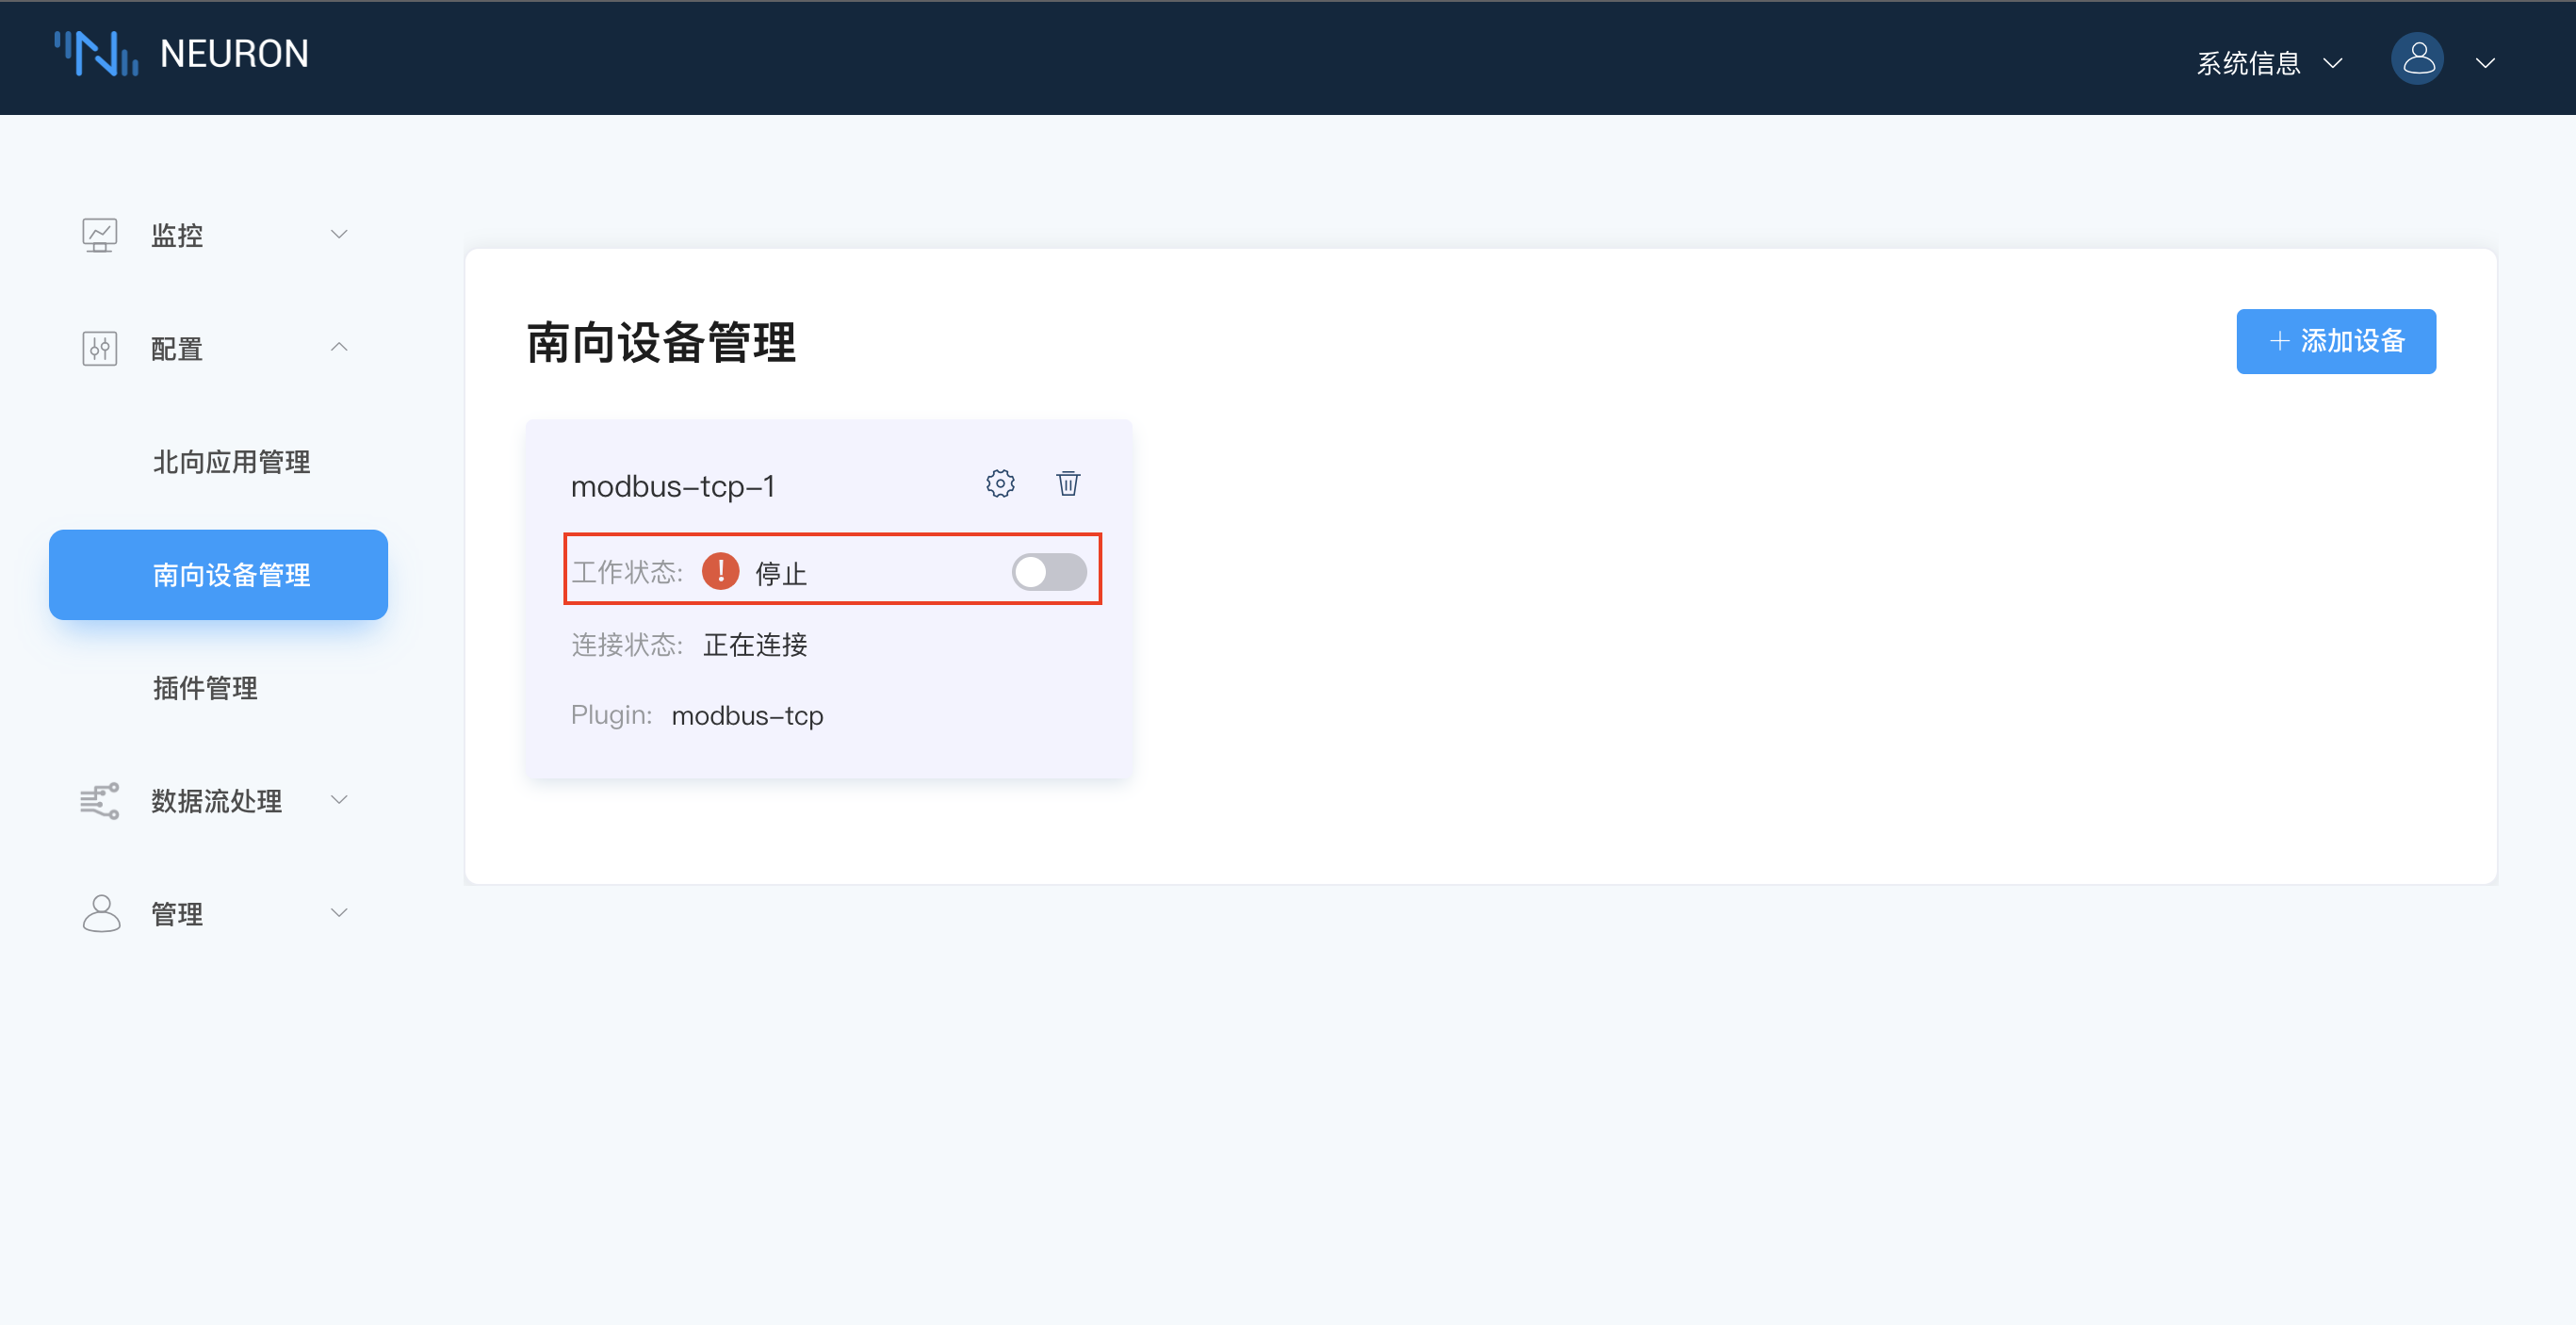 NEURON
系统信息
监控
配置
北向应用管理
南向设备管理
插件管理
数据流处理
管理
南向设备管理
添加设备
modbus-tcp-1
工作状态: 停止
连接状态: 正在连接
Plugin: modbus-tcp